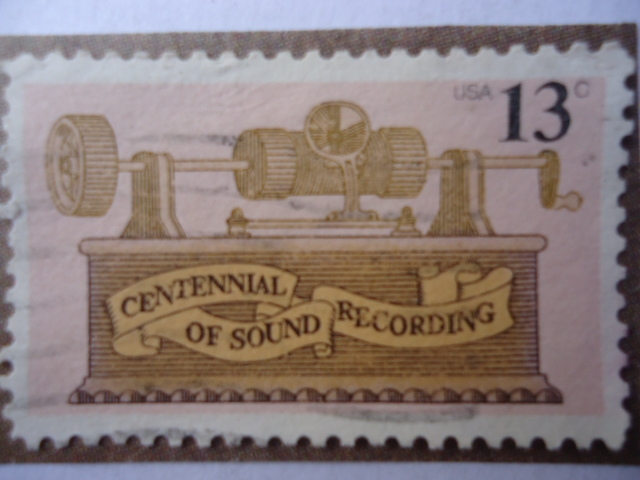 USA 13c
CENTENNIAL
OF SOUND
RECORDING